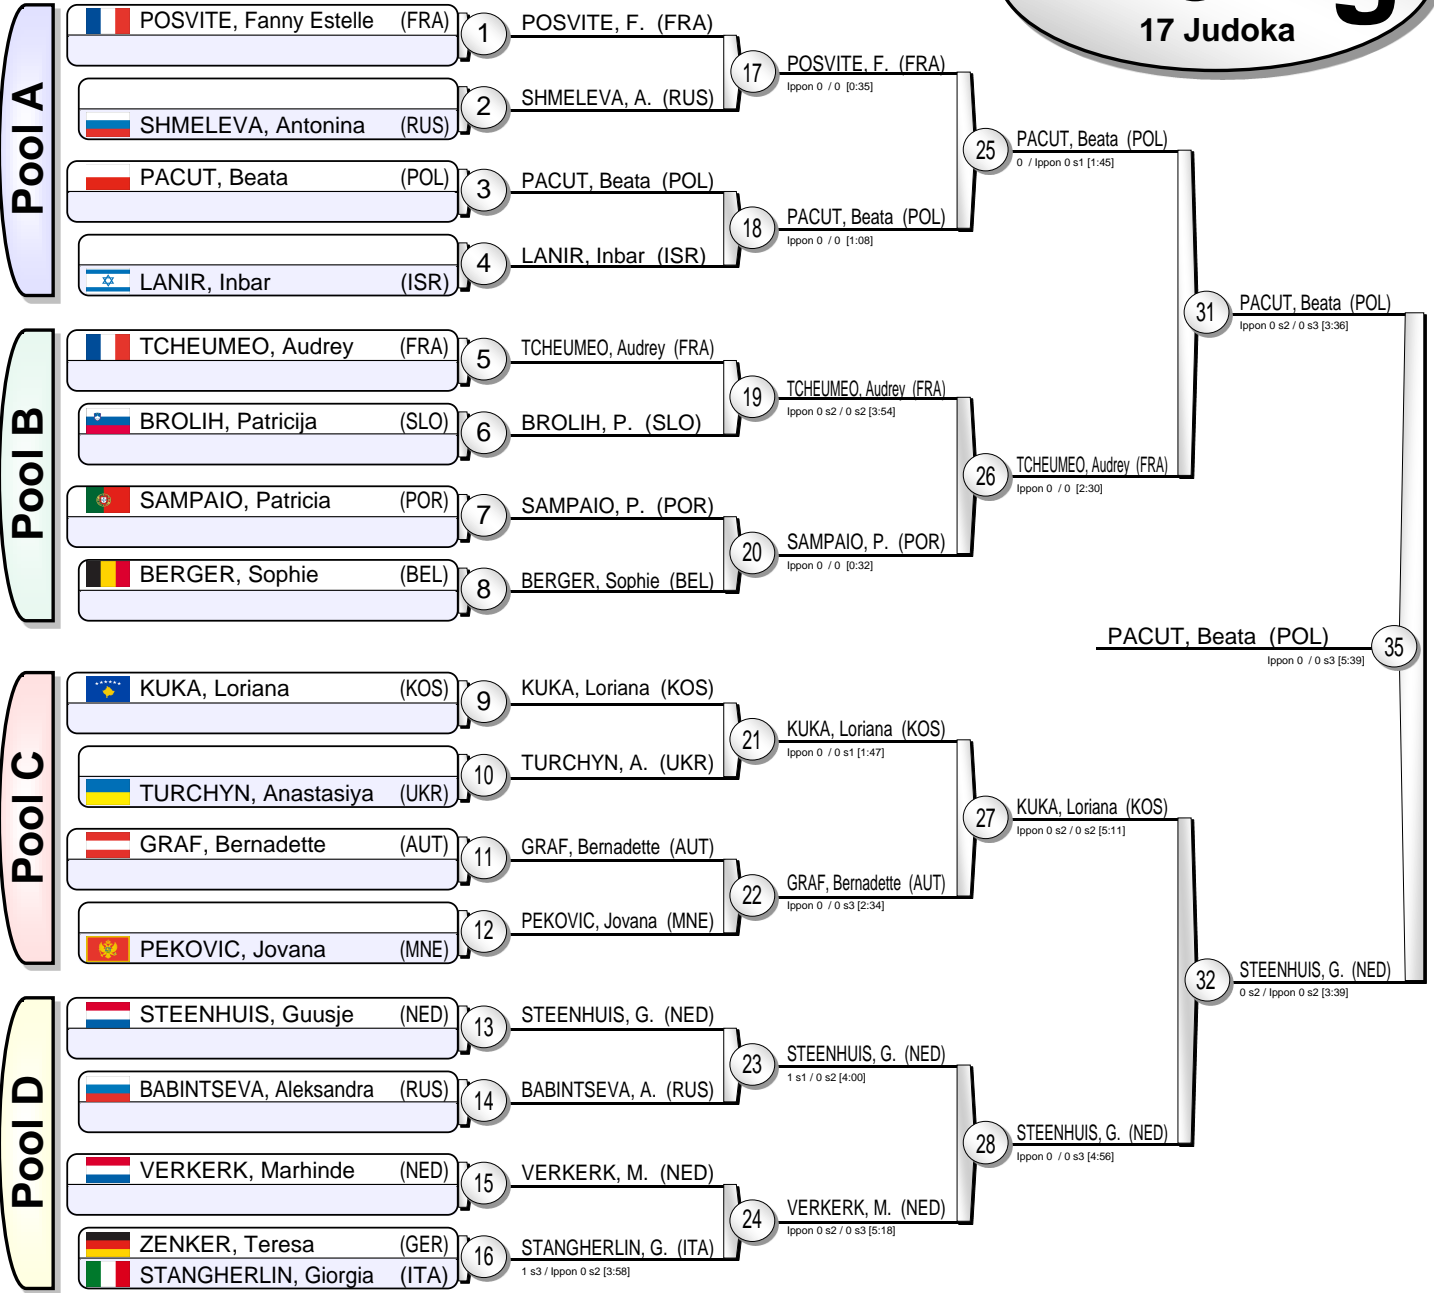 17 Judoka
Pool A
POSVITE, Fanny Estelle (FRA)
1
SHMELEVA, Antonina (RUS)
2
PACUT, Beata (POL)
3
LANIR, Inbar (ISR)
4
Pool B
TCHEUMEO, Audrey (FRA)
5
BROLIH, Patricija (SLO)
6
SAMPAIO, Patricia (POR)
7
BERGER, Sophie (BEL)
8
Pool C
KUKA, Loriana (KOS)
9
TURCHYN, Anastasiya (UKR)
10
GRAF, Bernadette (AUT)
11
PEKOVIC, Jovana (MNE)
12
Pool D
STEENHUIS, Guusje (NED)
13
BABINTSEVA, Aleksandra (RUS)
14
VERKERK, Marhinde (NED)
15
ZENKER, Teresa (GER)
STANGHERLIN, Giorgia (ITA)
16
POSVITE, F. (FRA)
SHMELEVA, A. (RUS)
17
PACUT, Beata (POL)
LANIR, Inbar (ISR)
18
TCHEUMEO, Audrey (FRA)
BROLIH, P. (SLO)
19
SAMPAIO, P. (POR)
BERGER, Sophie (BEL)
20
KUKA, Loriana (KOS)
TURCHYN, A. (UKR)
21
GRAF, Bernadette (AUT)
PEKOVIC, Jovana (MNE)
22
STEENHUIS, G. (NED)
BABINTSEVA, A. (RUS)
23
VERKERK, M. (NED)
STANGHERLIN, G. (ITA)
1 s3 / Ippon 0 s2 [3:58]
24
POSVITE, F. (FRA)
Ippon 0 / 0 [0:35]
PACUT, Beata (POL)
Ippon 0 / 0 [1:08]
25
TCHEUMEO, Audrey (FRA)
Ippon 0 s2 / 0 s2 [3:54]
SAMPAIO, P. (POR)
Ippon 0 / 0 [0:32]
26
KUKA, Loriana (KOS)
Ippon 0 / 0 s1 [1:47]
GRAF, Bernadette (AUT)
Ippon 0 / 0 s3 [2:34]
27
STEENHUIS, G. (NED)
1 s1 / 0 s2 [4:00]
VERKERK, M. (NED)
Ippon 0 s2 / 0 s3 [5:18]
28
PACUT, Beata (POL)
0 / Ippon 0 s1 [1:45]
TCHEUMEO, Audrey (FRA)
Ippon 0 / 0 [2:30]
31
KUKA, Loriana (KOS)
Ippon 0 s2 / 0 s2 [5:11]
STEENHUIS, G. (NED)
Ippon 0 / 0 s3 [4:56]
32
PACUT, Beata (POL)
Ippon 0 s2 / 0 s3 [3:36]
STEENHUIS, G. (NED)
0 s2 / Ippon 0 s2 [3:39]
35
PACUT, Beata (POL)
Ippon 0 / 0 s3 [5:39]